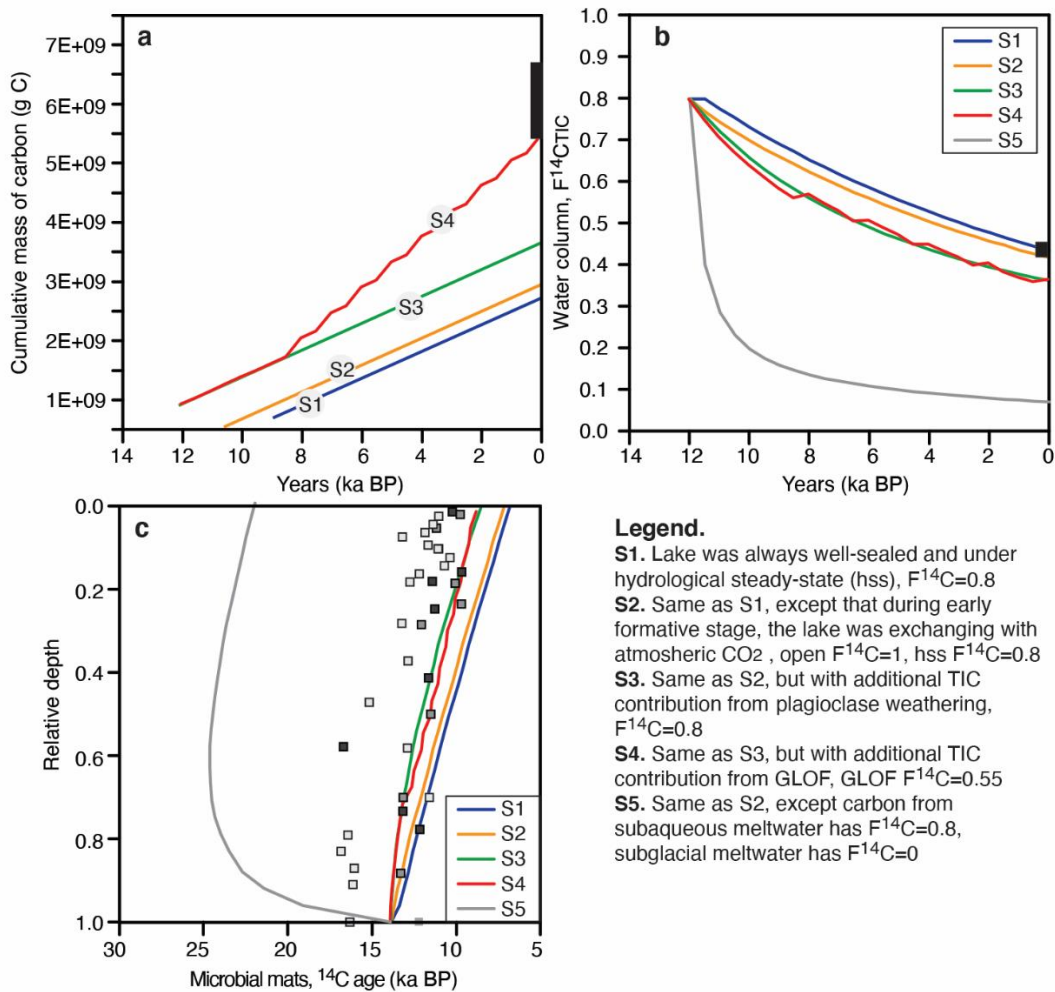 a
7E+09
6E+09
5E+09
4E+09
3E+09
2E+09
1E+09
Cumulative mass of carbon (g C)
S4
S3
S2
S1
14 12 10 8 6 4 2 0
Years (ka BP)
b
1.0
0.9
0.8
0.7
0.6
0.5
0.4
0.3
0.2
0.1
0.0
Water column, F14CTIC
S1
S2
S3
S4
S5
14 12 10 8 6 4 2 0
Years (ka BP)
c
0.0
0.2
0.4
0.6
0.8
1.0
Relative depth
S1
S2
S3
S4
S5
30 25 20 15 10 5
Microbial mats, 14C age (ka BP)
Legend.
S1. Lake was always well-sealed and under
hydrological steady-state (hss), F14C=0.8
S2. Same as S1, except that during early
formative stage, the lake was exchanging with
atmosheric CO2 , open F14C=1, hss F14C=0.8
S3. Same as S2, but with additional TIC
contribution from plagioclase weathering,
F14C=0.8
S4. Same as S3, but with additional TIC
contribution from GLOF, GLOF F14C=0.55
S5. Same as S2, except carbon from
subaqueous meltwater has F14C=0.8,
subglacial meltwater has F14C=0